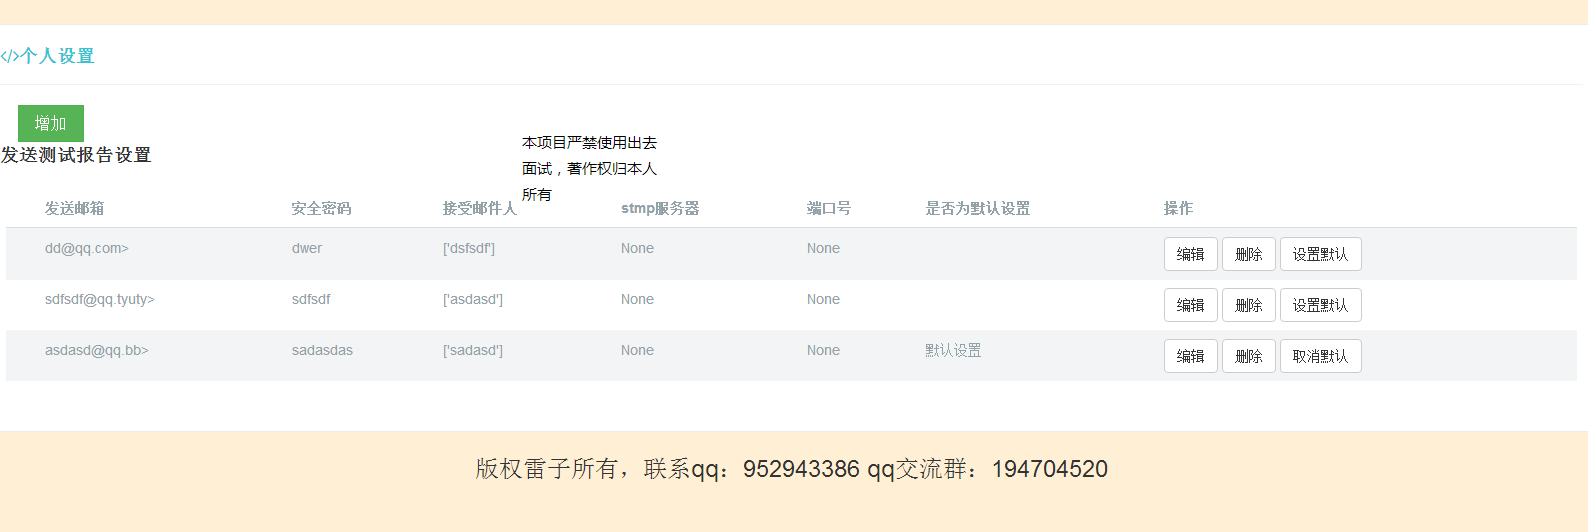 </>个人设置
增加
发送测试报告设置
本项目严禁使用出去
面试，著作权归本人
所有
发送邮箱 安全密码 接受邮件人 stmp服务器 端口号 是否为默认设置 操作
dd@qq.com> dwer ['dsfsdf'] None None 编辑 删除 设置默认
sdfsdf@qq.tyuty> sdfsdf ['asdasd'] None None 编辑 删除 设置默认
asdasd@qq.bb> sadasdas ['sadasd'] None None 默认设置 编辑 删除 取消默认
版权雷子所有，联系qq：952943386 qq交流群：194704520